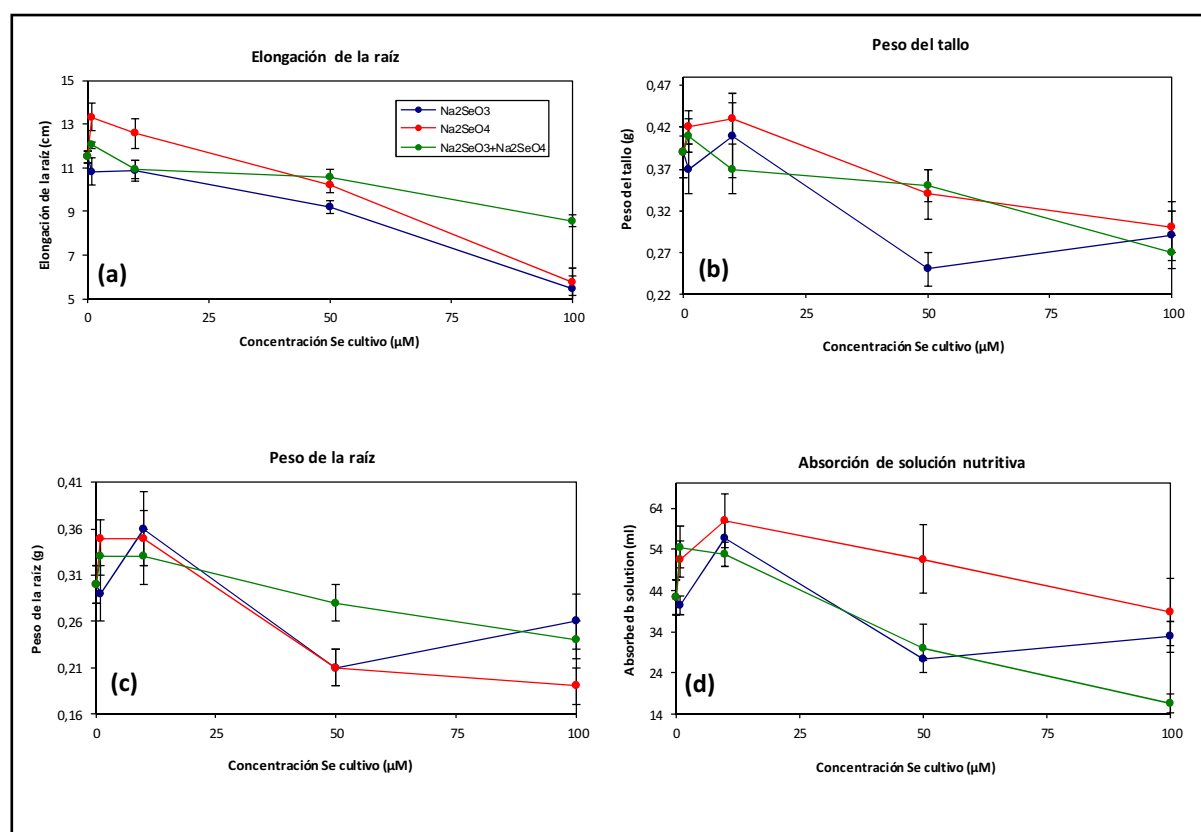 Elongación de la raíz
Elongación de la raíz (cm)
15
13
11
9
7
5
Na2SeO3
Na2SeO4
Na2SeO3+Na2SeO4
(a)
0
25
50
75
100
Concentración Se cultivo (µM)
Peso del tallo
Peso del tallo (g)
0,47
0,42
0,37
0,32
0,27
0,22
(b)
0
25
50
75
100
Concentración Se cultivo (µM)
Peso de la raíz
Peso de la raíz (g)
0,41
0,36
0,31
0,26
0,21
0,16
(c)
0
25
50
75
100
Concentración Se cultivo (µM)
Absorción de solución nutritiva
Absorbed b solution (ml)
64
54
44
34
24
14
(d)
0
25
50
75
100
Concentración Se cultivo (µM)